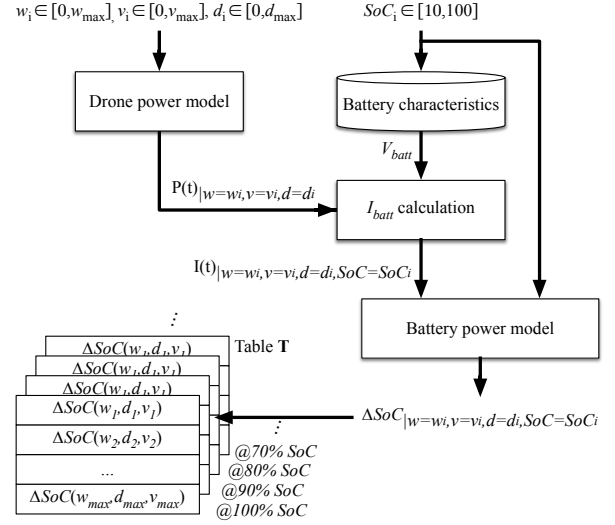 w_i ∈ [0,w_max], v_i ∈ [0,v_max], d_i ∈ [0,d_max]
SoC_i ∈ [10,100]
Drone power model
Battery characteristics
V_batt
P(t)|w=w_i,v=v_i,d=d_i
I_batt calculation
I(t)|w=w_i,v=v_i,d=d_i,SoC=SoC_i
Battery power model
⋮
Table T
ΔSoC(w_1,d_1,v_1)
ΔSoC(w_1,d_1,v_1)
ΔSoC(w_1,d_1,v_1)
ΔSoC(w_1,d_1,v_1)
ΔSoC|w=w_i,v=v_i,d=d_i,SoC=SoC_i
ΔSoC(w_2,d_2,v_2)
⋮
@70% SoC
@80% SoC
...
@90% SoC
ΔSoC(w_max,d_max,v_max)
@100% SoC